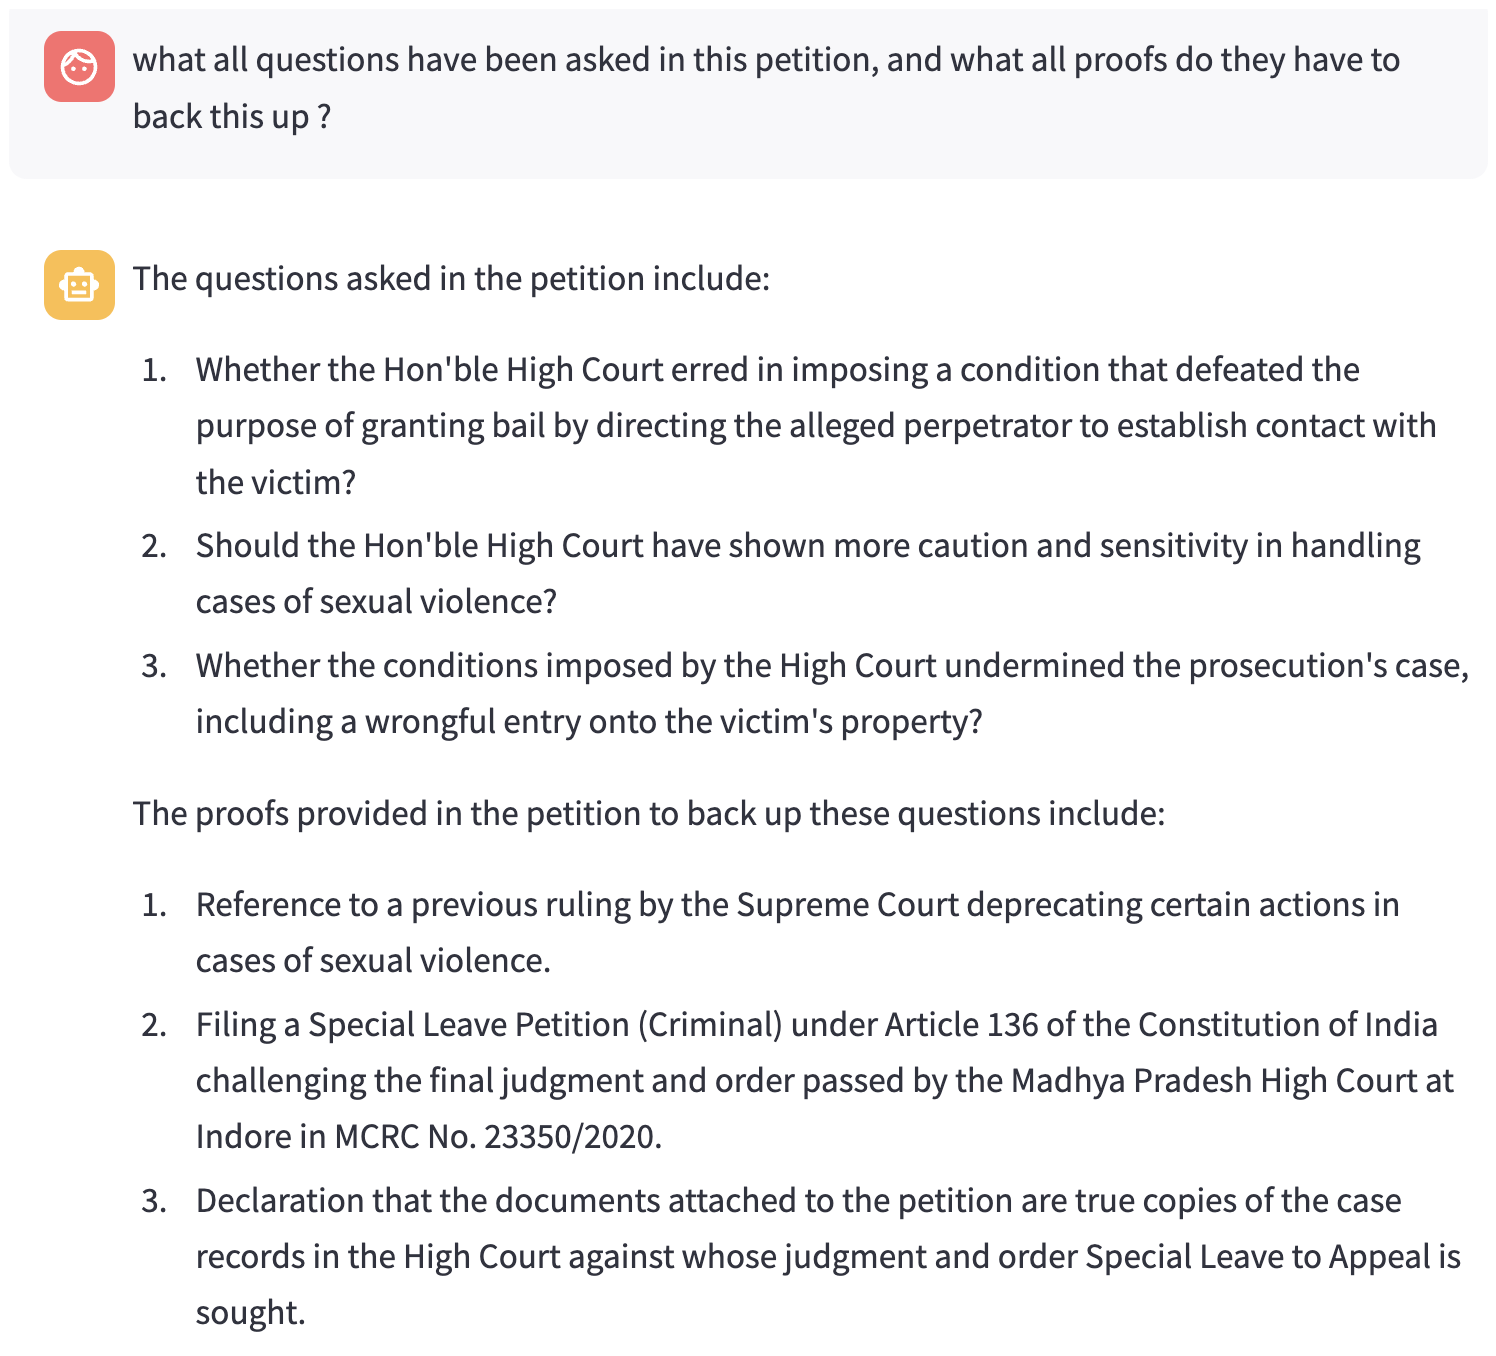 what all questions have been asked in this petition, and what all proofs do they have to
back this up ?
The questions asked in the petition include:
1. Whether the Hon'ble High Court erred in imposing a condition that defeated the
purpose of granting bail by directing the alleged perpetrator to establish contact with
the victim?
2. Should the Hon'ble High Court have shown more caution and sensitivity in handling
cases of sexual violence?
3. Whether the conditions imposed by the High Court undermined the prosecution's case,
including a wrongful entry onto the victim's property?
The proofs provided in the petition to back up these questions include:
1. Reference to a previous ruling by the Supreme Court deprecating certain actions in
cases of sexual violence.
2. Filing a Special Leave Petition (Criminal) under Article 136 of the Constitution of India
challenging the final judgment and order passed by the Madhya Pradesh High Court at
Indore in MCRC No. 23350/2020.
3. Declaration that the documents attached to the petition are true copies of the case
records in the High Court against whose judgment and order Special Leave to Appeal is
sought.